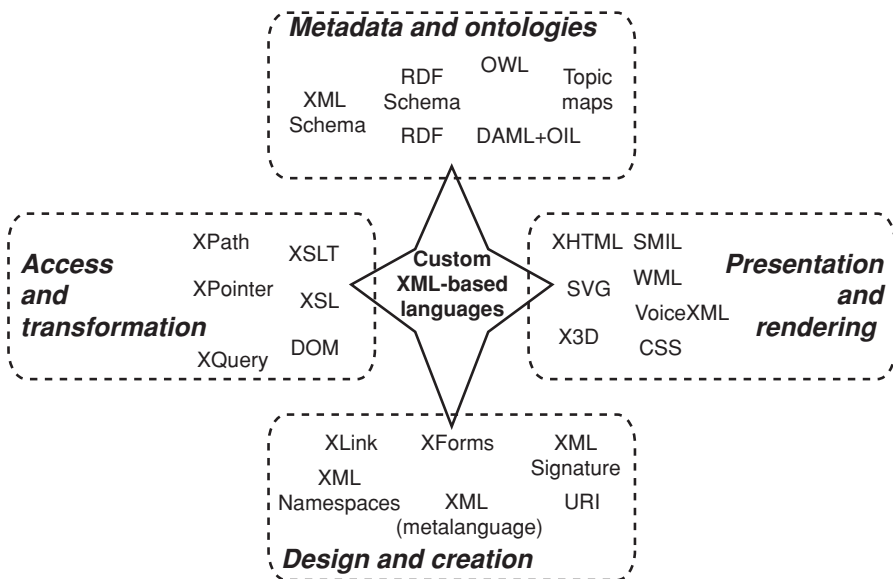 Metadata and ontologies
OWL
RDF
Schema
Topic
maps
XML
Schema
RDF
DAML+OIL
Access
and
transformation
XPath
XSLT
XPointer
XSL
XQuery
DOM
Custom
XML-based
languages
XHTML
SMIL
SVG
WML
VoiceXML
X3D
CSS
Presentation
and
rendering
XLink
XForms
XML
Signature
XML
Namespaces
XML
(metalanguage)
URI
Design and creation